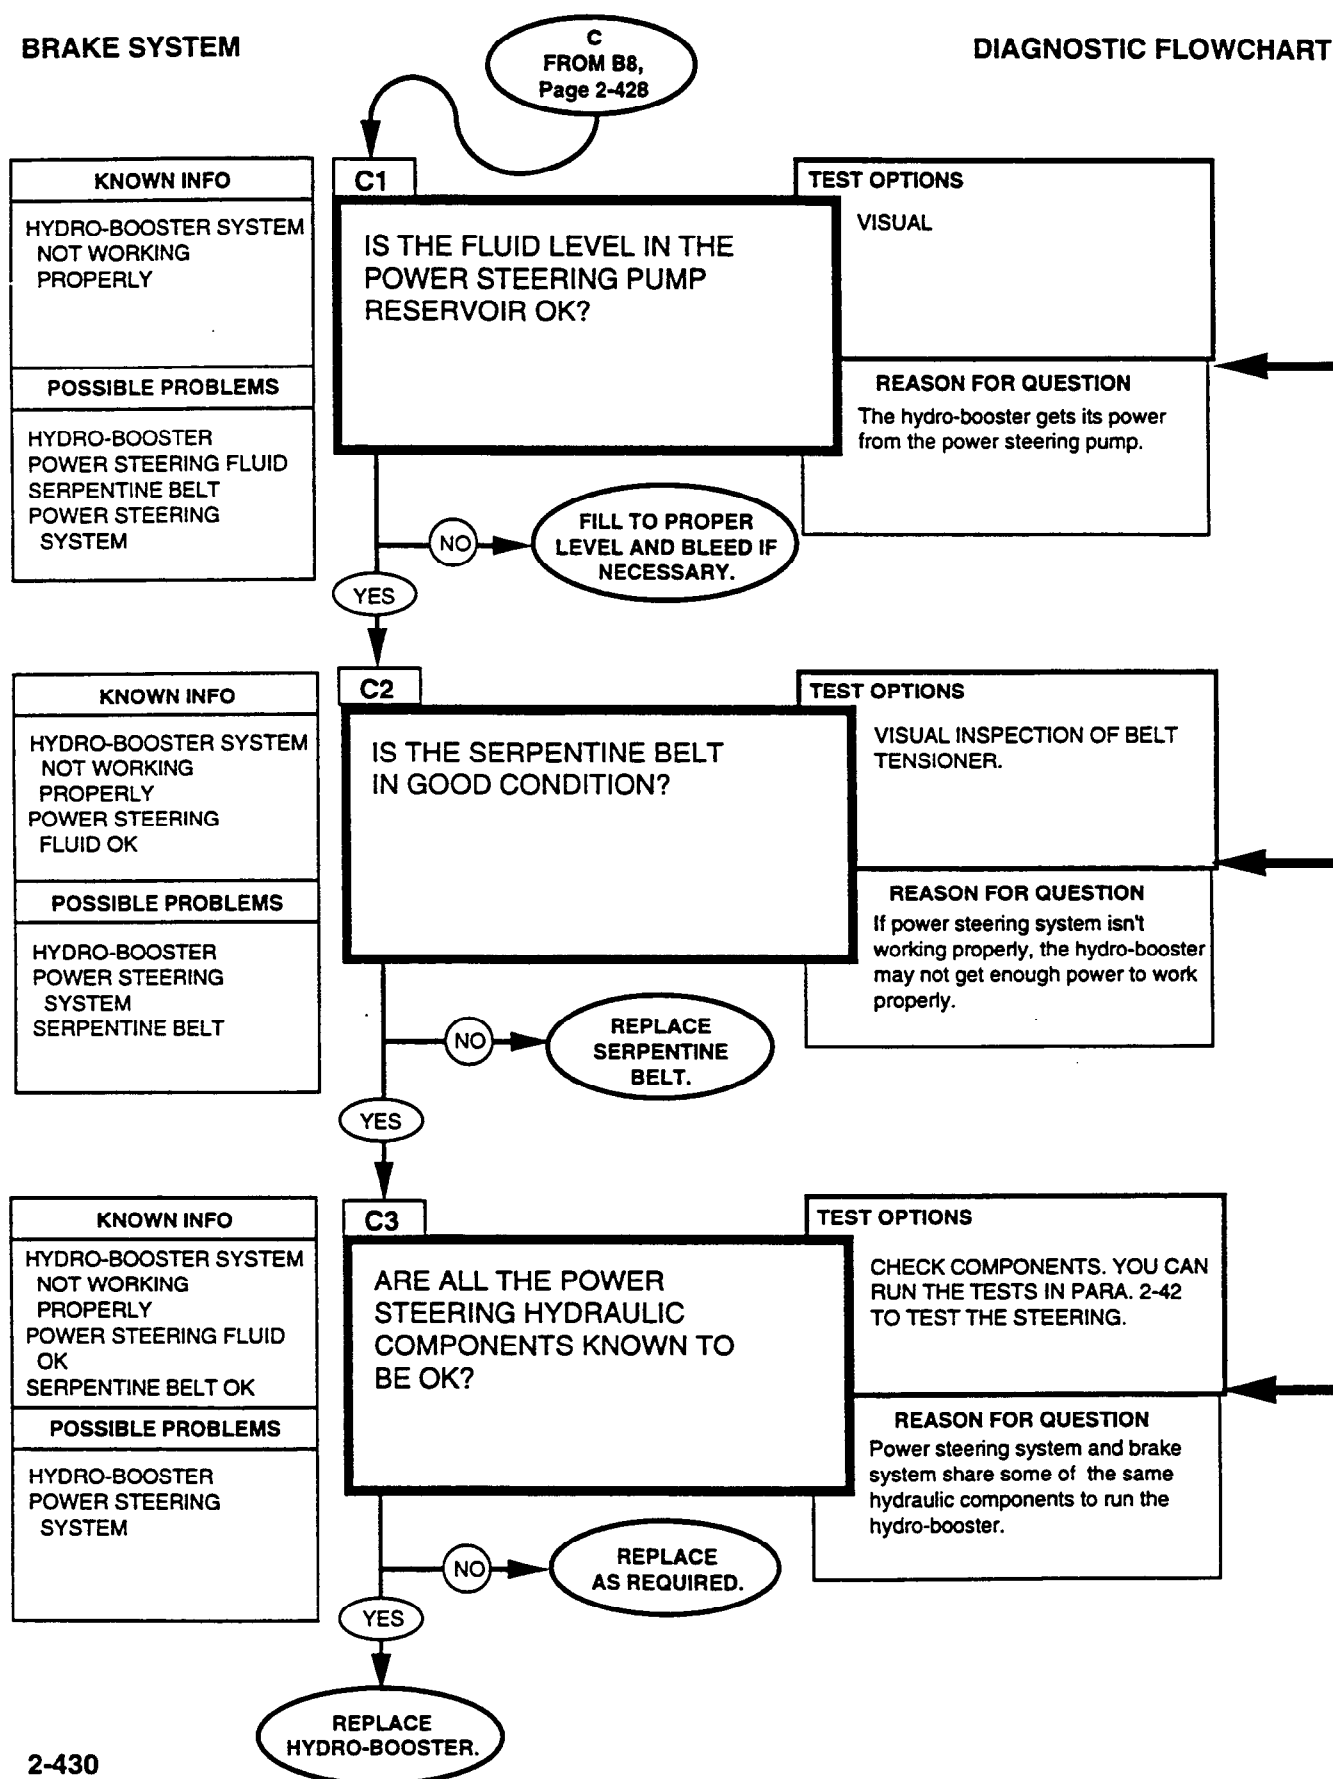 BRAKE SYSTEM
DIAGNOSTIC FLOWCHART
C
FROM B8,
Page 2-428
KNOWN INFO
HYDRO-BOOSTER SYSTEM
NOT WORKING
PROPERLY
POSSIBLE PROBLEMS
HYDRO-BOOSTER
POWER STEERING FLUID
SERPENTINE BELT
POWER STEERING
SYSTEM
C1
IS THE FLUID LEVEL IN THE
POWER STEERING PUMP
RESERVOIR OK?
TEST OPTIONS
VISUAL
REASON FOR QUESTION
The hydro-booster gets its power
from the power steering pump.
NO
FILL TO PROPER
LEVEL AND BLEED IF
NECESSARY.
YES
KNOWN INFO
HYDRO-BOOSTER SYSTEM
NOT WORKING
PROPERLY
POWER STEERING
FLUID OK
POSSIBLE PROBLEMS
HYDRO-BOOSTER
POWER STEERING
SYSTEM
SERPENTINE BELT
C2
IS THE SERPENTINE BELT
IN GOOD CONDITION?
TEST OPTIONS
VISUAL INSPECTION OF BELT
TENSIONER.
REASON FOR QUESTION
If power steering system isn't
working properly, the hydro-booster
may not get enough power to work
properly.
NO
REPLACE
SERPENTINE
BELT.
YES
KNOWN INFO
HYDRO-BOOSTER SYSTEM
NOT WORKING
PROPERLY
POWER STEERING FLUID
OK
SERPENTINE BELT OK
POSSIBLE PROBLEMS
HYDRO-BOOSTER
POWER STEERING
SYSTEM
C3
ARE ALL THE POWER
STEERING HYDRAULIC
COMPONENTS KNOWN TO
BE OK?
TEST OPTIONS
CHECK COMPONENTS. YOU CAN
RUN THE TESTS IN PARA. 2-42
TO TEST THE STEERING.
REASON FOR QUESTION
Power steering system and brake
system share some of the same
hydraulic components to run the
hydro-booster.
NO
REPLACE
AS REQUIRED.
YES
REPLACE
HYDRO-BOOSTER.
2-430